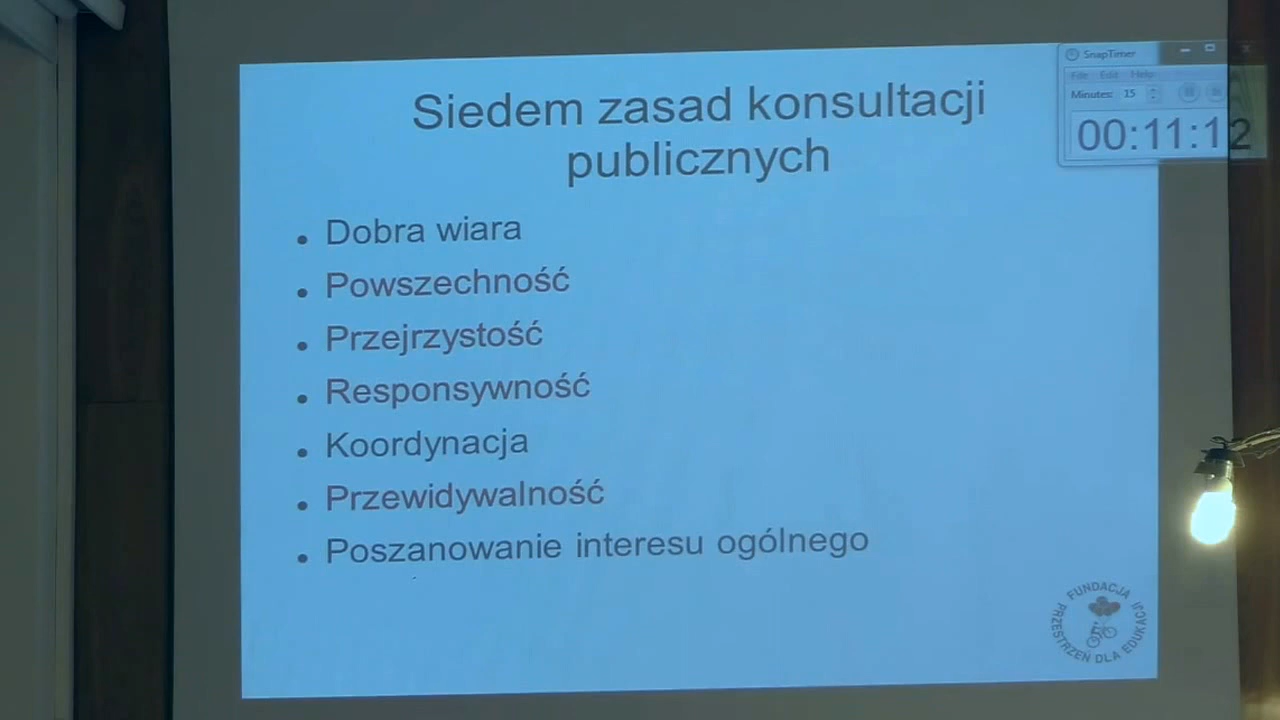 Siedem zasad konsultacji
publicznych
• Dobra wiara
• Powszechność
• Przejrzystość
• Responsywność
• Koordynacja
• Przewidywalność
• Poszanowanie interesu ogólnego
SnapTimer
File Edit Help
Minutes: 15
00:11:12
FUNDACJA
PRZESTRZEŃ DLA EDUKACJI